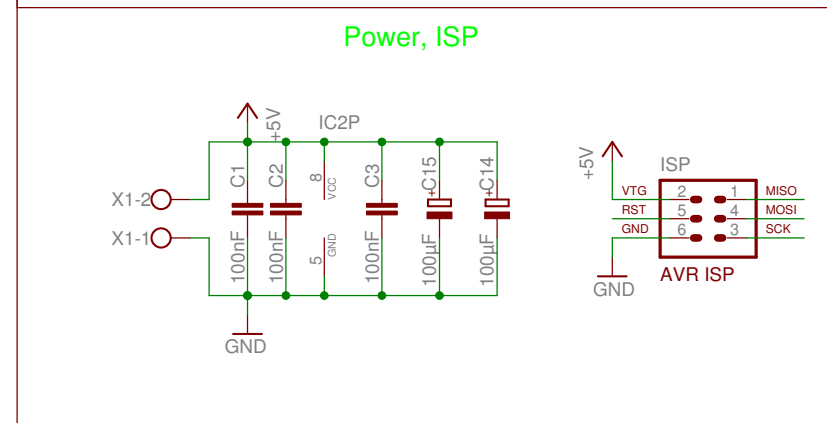 Power, ISP
+5V
IC2P
C1
C2
8
VCC
C3
+C15
+C14
X1-2
X1-1
100nF
100nF
5
GND
100nF
100µF
100µF
GND
+5V
ISP
VTG 2 1 MISO
RST 5 4 MOSI
GND 6 3 SCK
GND
AVR ISP